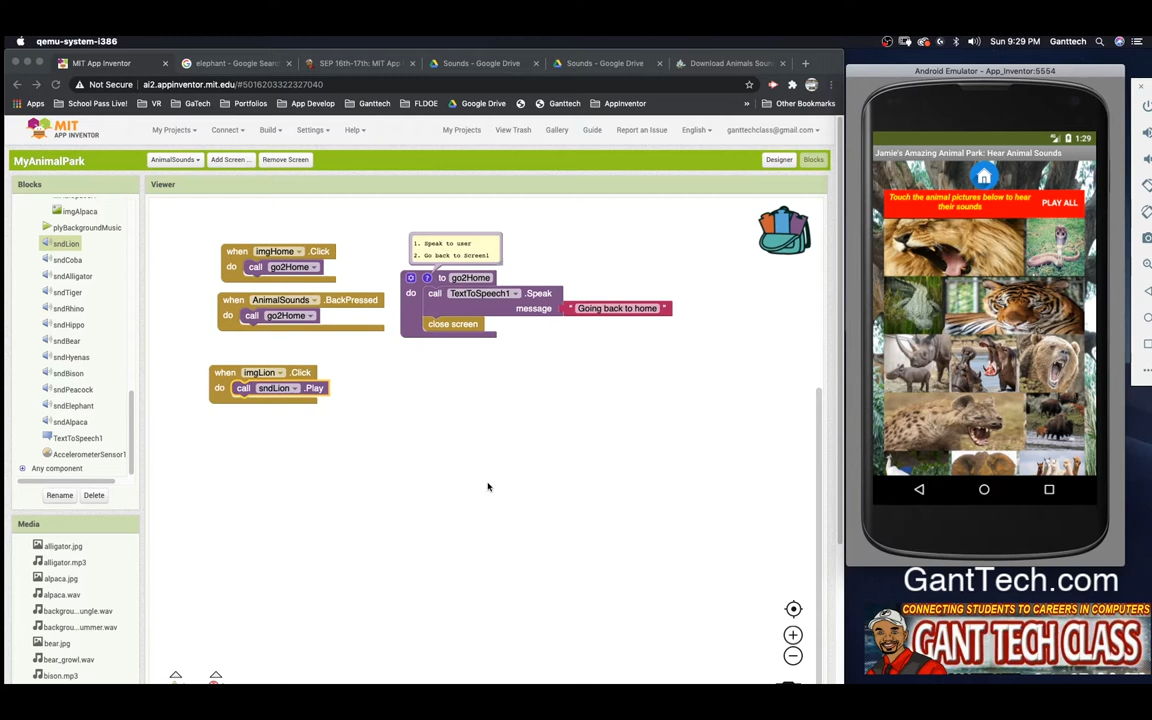 qemu-system-i386
Sun 9:29 PM Ganttech
MIT App Inventor
elephant - Google Sear
SEP 16th-17th: MIT App
Sounds - Google Drive
Sounds - Google Drive
Download Animals Soun
Android Emulator - App_Inventor:5554
Not Secure
ai2.appinventor.mit.edu/#5016203322327040
Apps
School Pass Live!
VR
GaTech
Portfolios
App Develop
Ganttech
FLDOE
Google Drive
Ganttech
AppInventor
»
Other Bookmarks
MIT
APP INVENTOR
My Projects
Connect
Build
Settings
Help
My Projects
View Trash
Gallery
Guide
Report an Issue
English
ganttechclass@gmail.com
MyAnimalPark
AnimalSounds
Add Screen ...
Remove Screen
Designer
Blocks
Blocks
Viewer
imgAlpaca
plyBackgroundMusic
sndLion
sndCoba
sndAlligator
sndTiger
sndRhino
sndHippo
sndBear
sndHyenas
sndBison
sndPeacock
sndElephant
sndAlpaca
TextToSpeech1
AccelerometerSensor1
Any component
Rename
Delete
Media
alligator.jpg
alligator.mp3
alpaca.jpg
alpaca.wav
backgrou...ungle.wav
backgrou...ummer.wav
bear.jpg
bear_growl.wav
bison.mp3
when imgHome .Click
do call go2Home
when AnimalSounds .BackPressed
do call go2Home
when imgLion .Click
do call sndLion .Play
1. Speak to user
2. Go back to Screen1
? to go2Home
do call TextToSpeech1 .Speak
message " Going back to home "
close screen
1:29
Jamie's Amazing Animal Park: Hear Animal Sounds
Touch the animal pictures below to hear
their sounds
PLAY ALL
GantTech.com
CONNECTING STUDENTS TO CAREERS IN COMPUTERS
GANT TECH CLASS